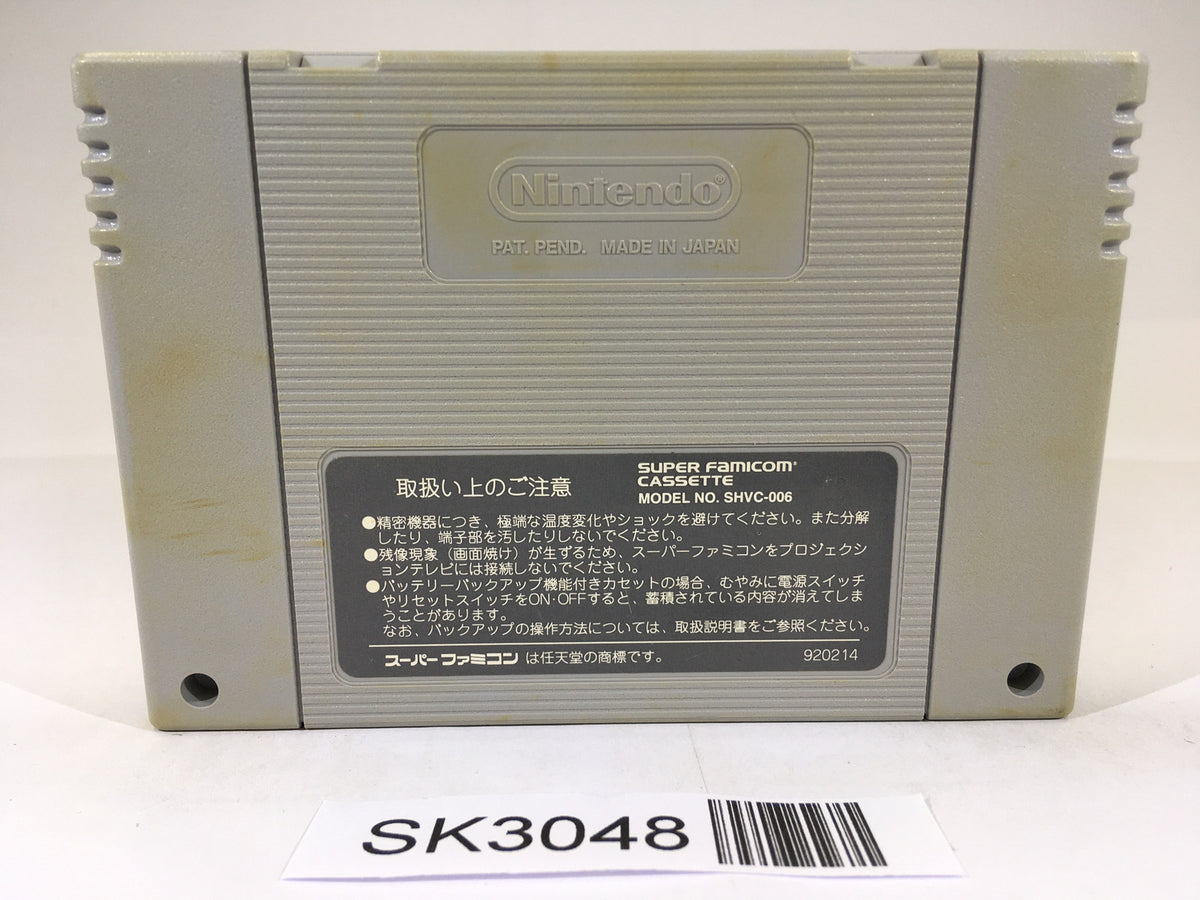 Nintendo®
PAT. PEND. MADE IN JAPAN
取扱い上のご注意
SUPER FAMICOM®
CASSETTE
MODEL NO. SHVC-006
●精密機器につき、極端な温度変化やショックを避けてください。また分解
したり、端子部を汚したりしないでください。
●残像現象（画面焼け）が生ずるため、スーパーファミコンをプロジェクシ
ョンテレビには接続しないでください。
●バッテリーバックアップ機能付きカセットの場合、むやみに電源スイッチ
やリセットスイッチをON·OFFすると、蓄積されている内容が消えてしま
うことがあります。
なお、バックアップの操作方法については、取扱説明書をご参照ください。
スーパーファミコン は任天堂の商標です。
920214
SK3048